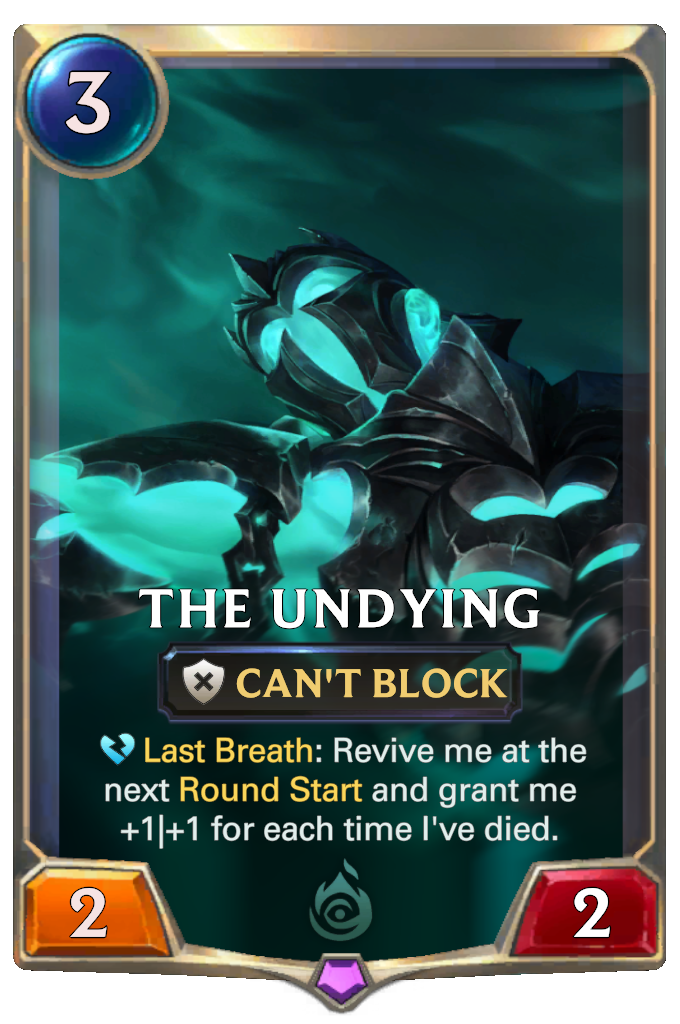 3
THE UNDYING
CAN'T BLOCK
Last Breath: Revive me at the
next Round Start and grant me
+1|+1 for each time I've died.
2 2